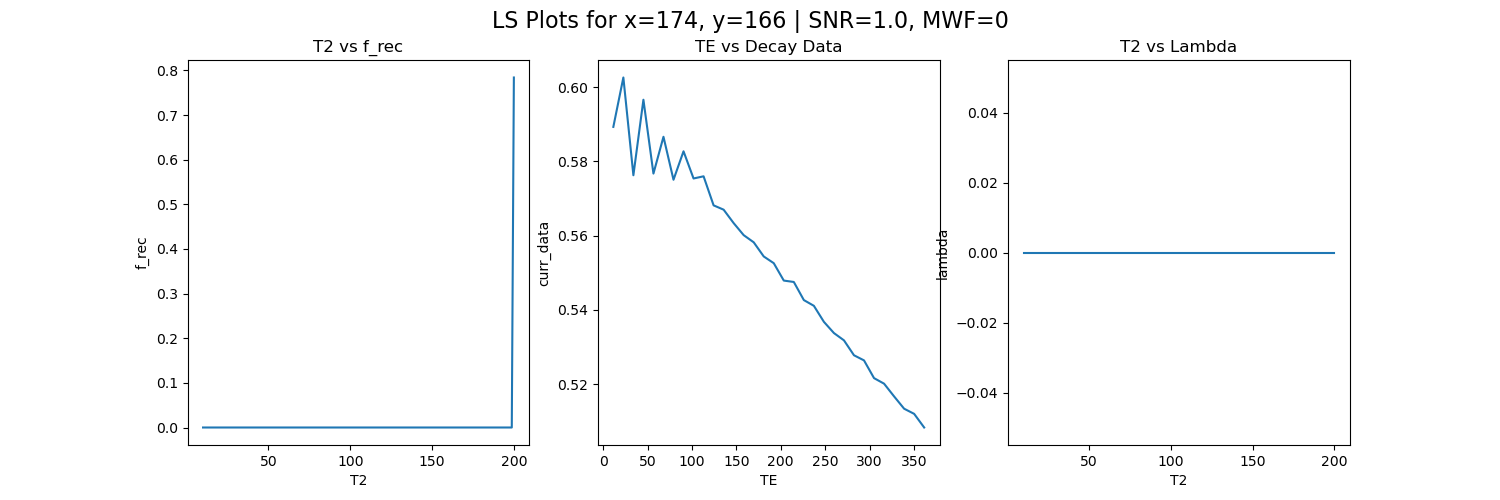 LS Plots for x=174, y=166 | SNR=1.0, MWF=0
T2 vs f_rec
f_rec
0.8
0.7
0.6
0.5
0.4
0.3
0.2
0.1
0.0
50 100 150 200
T2
TE vs Decay Data
curr_data
0.60
0.58
0.56
0.54
0.52
0 50 100 150 200 250 300 350
TE
T2 vs Lambda
lambda
0.04
0.02
0.00
−0.02
−0.04
50 100 150 200
T2